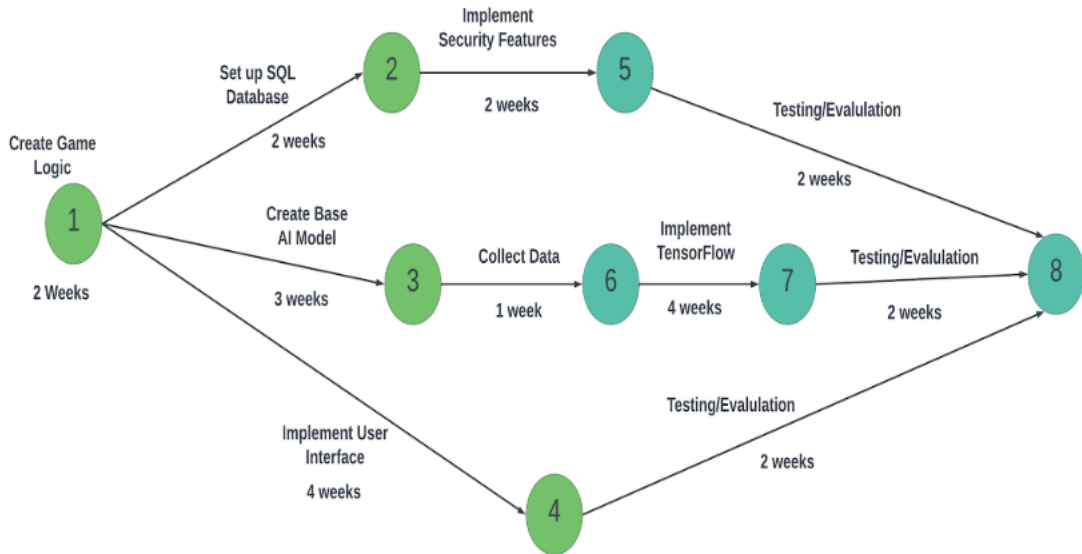 Implement
Security Features
2
5
Set up SQL
Database
2 weeks
2 weeks
Testing/Evalulation
2 weeks
Create Game
Logic
1
2 Weeks
Create Base
AI Model
3 weeks
3
Collect Data
1 week
6
Implement
TensorFlow
4 weeks
7
Testing/Evalulation
2 weeks
8
Implement User
Interface
4 weeks
4
Testing/Evalulation
2 weeks